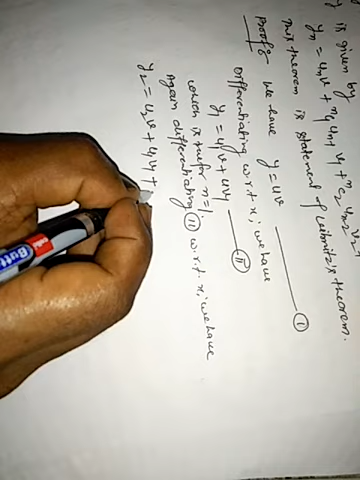 y is given by
yn = unv + nc1 un-1 v1 + nc2 un-2 v2 +
This theorem is statement of Leibnitz's theorem.
Proof: We have y = uv ——— (I)
Differentiating w.r.t. x, we have
y1 = u1v + uv1 ——— (II)
which is true for n=1.
Again differentiating (II) w.r.t. x, we have
y2 = u2v + u1v1 +
Butt